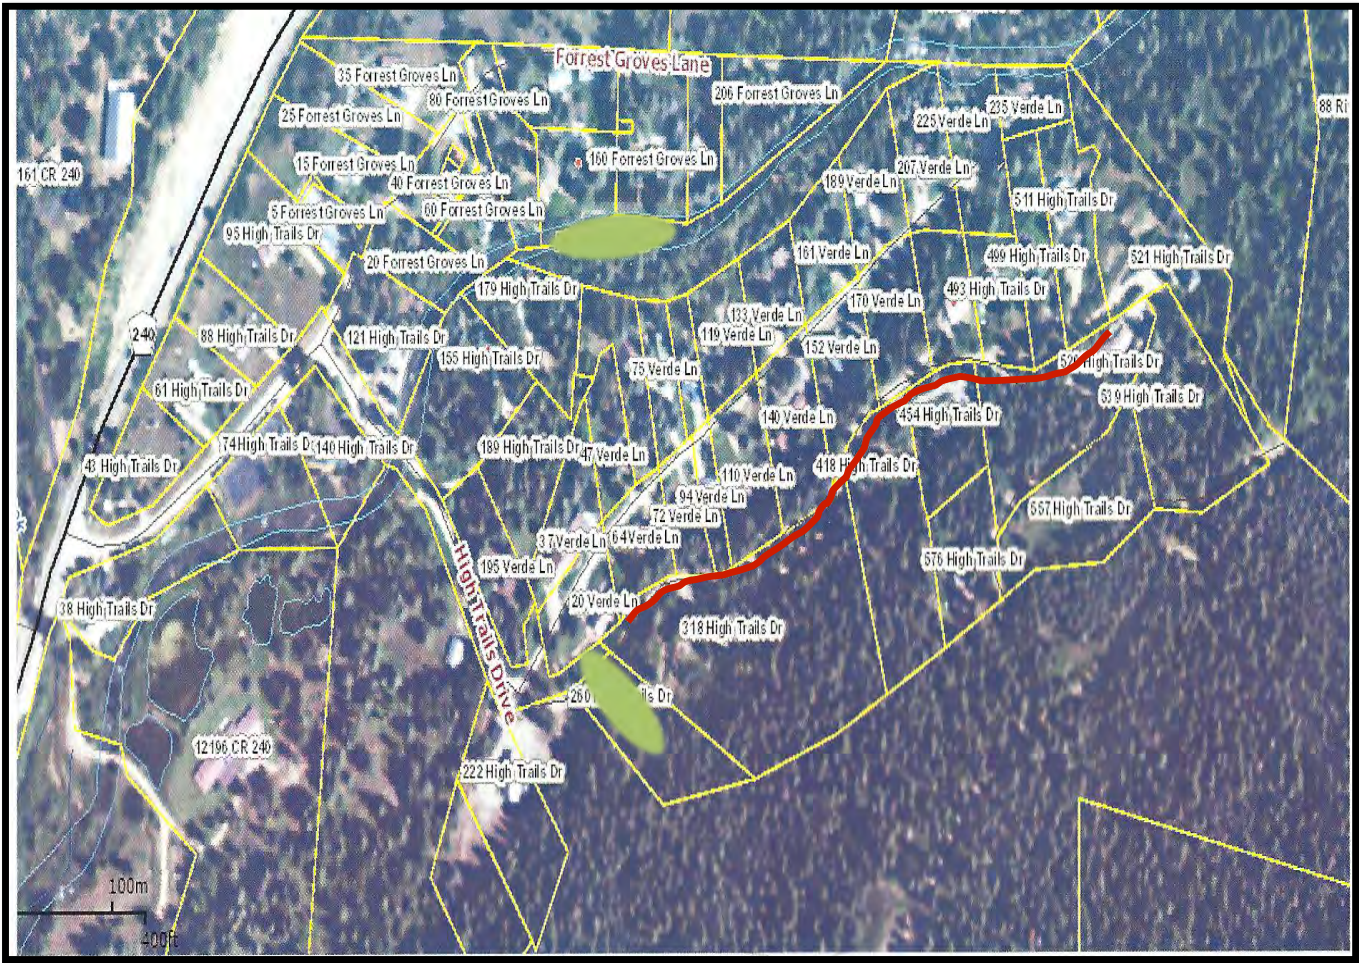 Forrest Groves Lane
35 Forrest Groves Ln
80 Forrest Groves Ln
206 Forrest Groves Ln
235 Verde Ln
88 Ri
25 Forrest Groves Ln
225 Verde Ln
15 Forrest Groves Ln
160 Forrest Groves Ln
207 Verde Ln
161 CR 240
40 Forrest Groves Ln
189 Verde Ln
511 High Trails Dr
5 Forrest Groves Ln
60 Forrest Groves Ln
95 High Trails Dr
20 Forrest Groves Ln
161 Verde Ln
499 High Trails Dr
521 High Trails Dr
179 High Trails Dr
493 High Trails Dr
170 Verde Ln
133 Verde Ln
240
88 High Trails Dr
121 High Trails Dr
119 Verde Ln
152 Verde Ln
155 High Trails Dr
75 Verde Ln
High Trails Dr
61 High Trails Dr
539 High Trails Dr
140 Verde Ln
454 High Trails Dr
74 High Trails Dr
140 High Trails Dr
189 High Trails Dr
47 Verde Ln
43 High Trails Dr
418 High Trails Dr
110 Verde Ln
94 Verde Ln
72 Verde Ln
557 High Trails Dr
37 Verde Ln
64 Verde Ln
195 Verde Ln
576 High Trails Dr
High Trails Drive
38 High Trails Dr
20 Verde Ln
318 High Trails Dr
260
ils Dr
12196 CR 240
222 High Trails Dr
100m
400ft